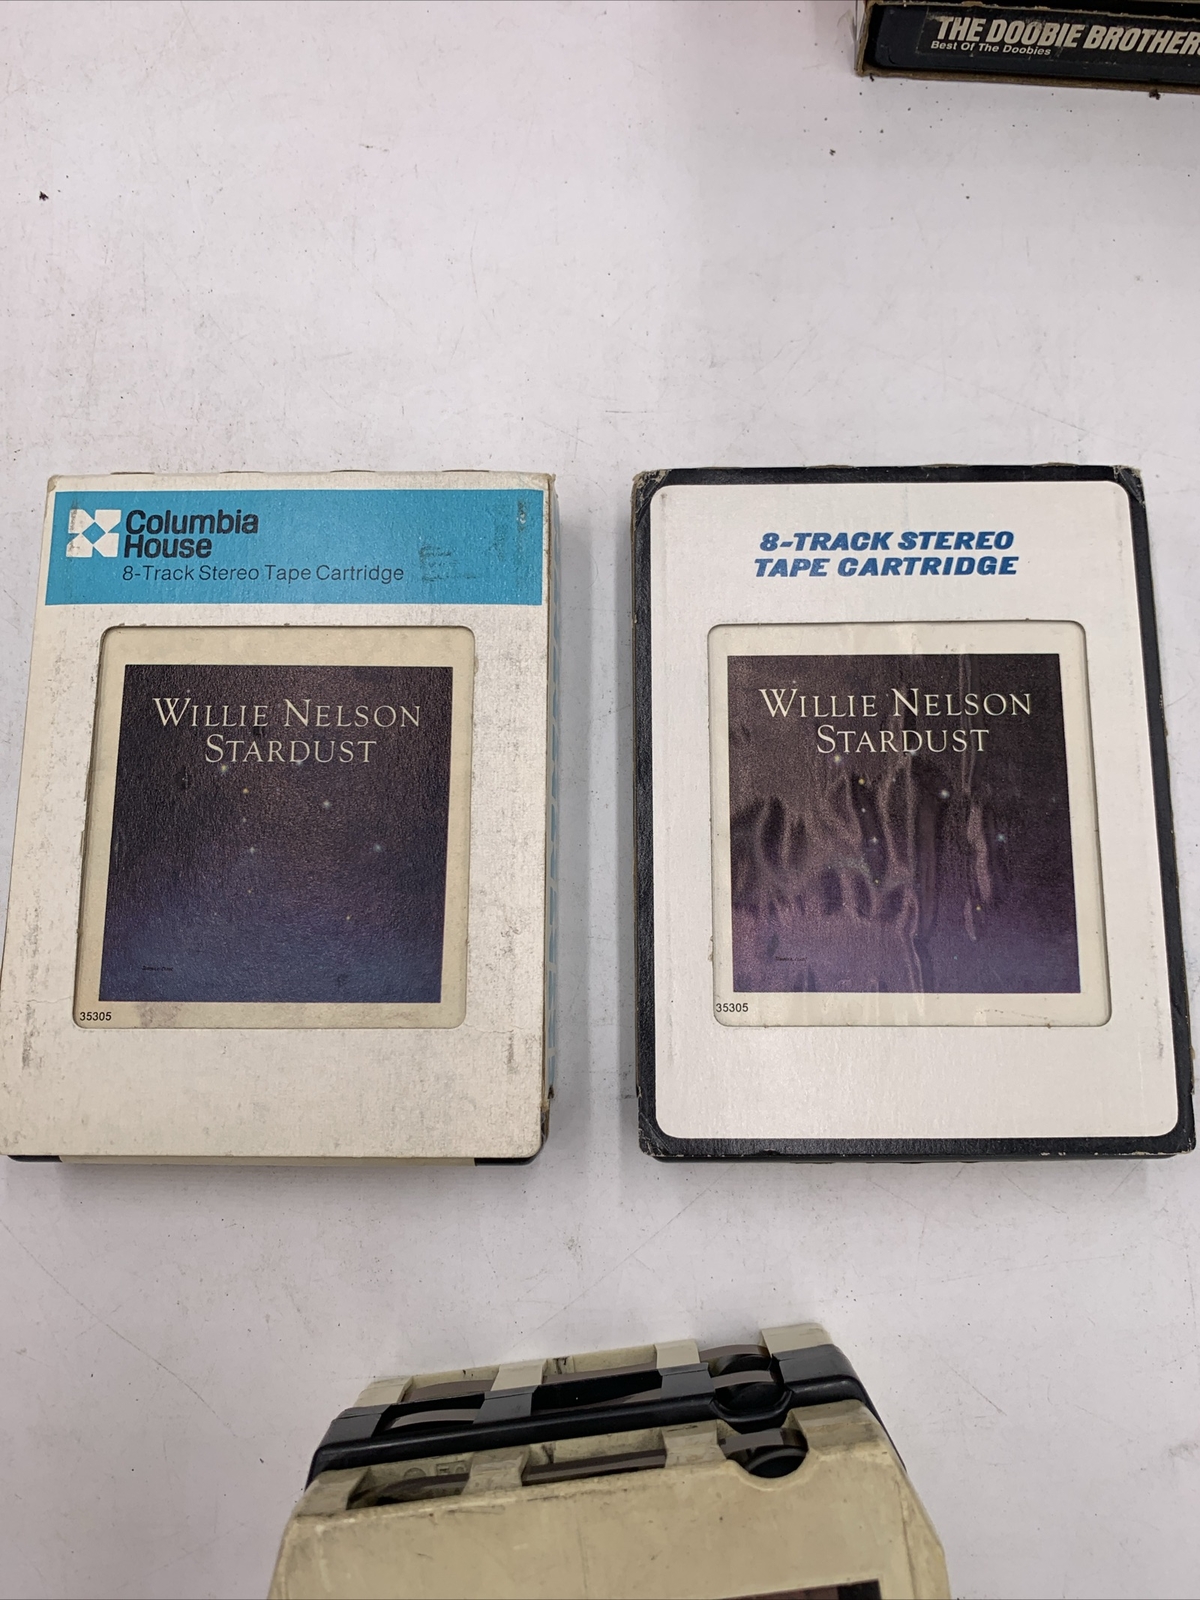 THE DOOBIE BROTHER
Best Of The Doobies
Columbia
House
8-Track Stereo Tape Cartridge
WILLIE NELSON
STARDUST
35305
8-TRACK STEREO
TAPE CARTRIDGE
WILLIE NELSON
STARDUST
35305